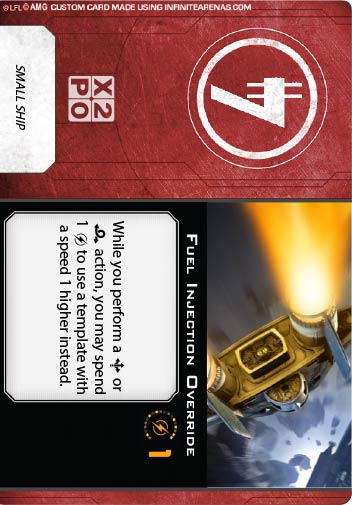 ©LFL ©AMG CUSTOM CARD MADE USING INFINITEARENAS.COM
SMALL SHIP
X2
PO
Fuel Injection Override
While you perform a or
action, you may spend
1 to use a template with
a speed 1 higher instead.
1